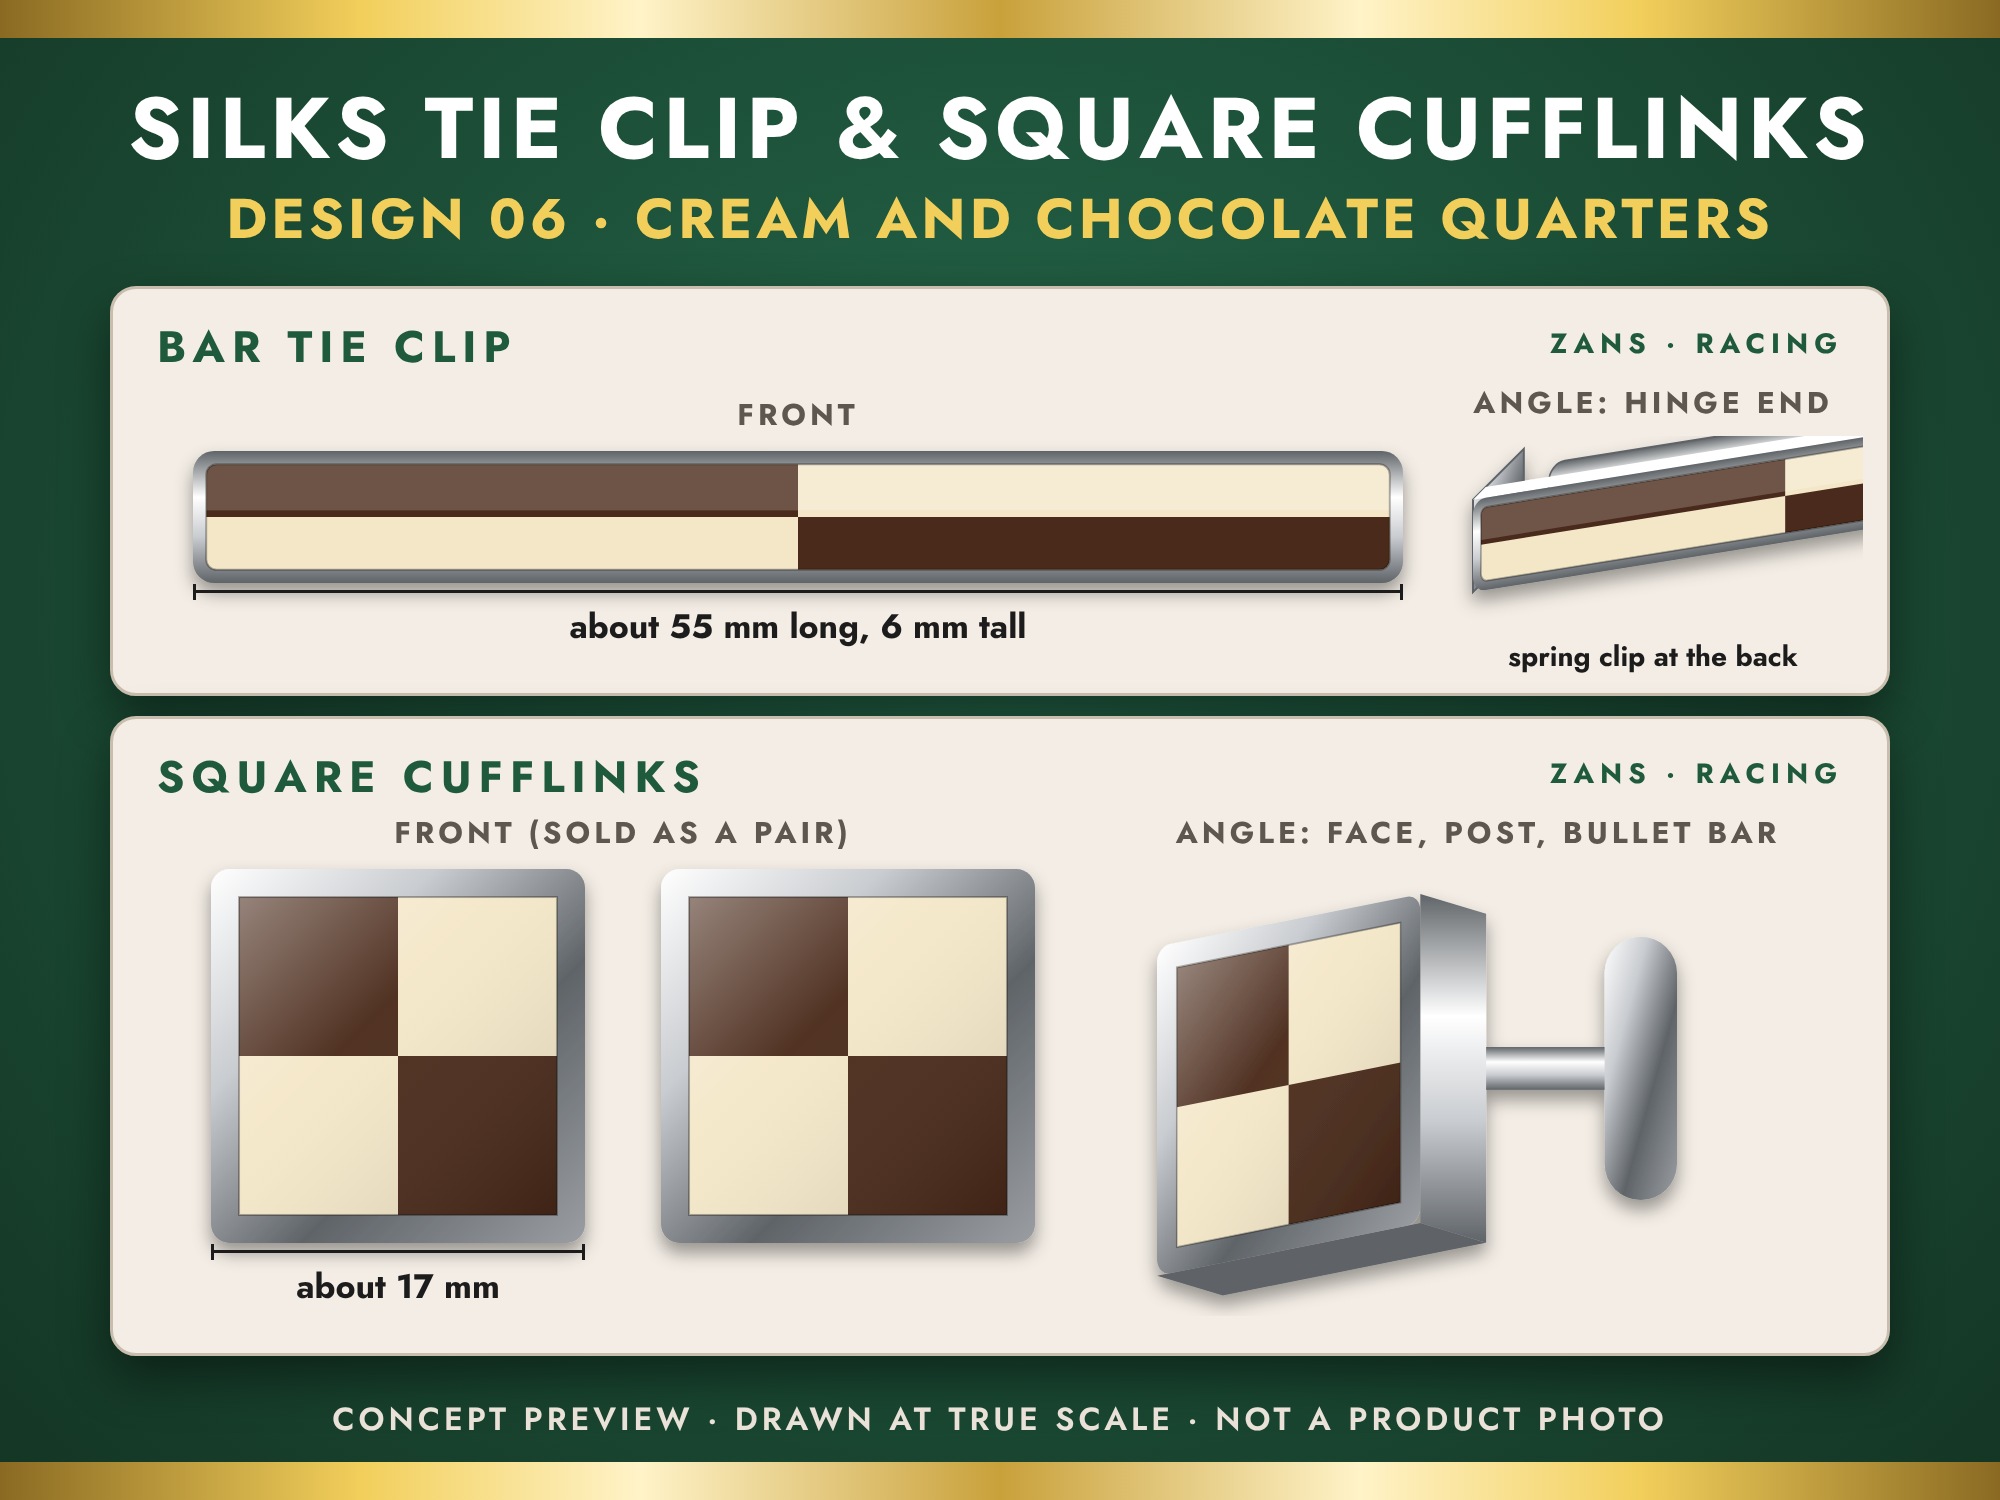 SILKS TIE CLIP & SQUARE CUFFLINKS
DESIGN 06 · CREAM AND CHOCOLATE QUARTERS
BAR TIE CLIP
ZANS · RACING
FRONT
ANGLE: HINGE END
about 55 mm long, 6 mm tall
spring clip at the back
SQUARE CUFFLINKS
ZANS · RACING
FRONT (SOLD AS A PAIR)
ANGLE: FACE, POST, BULLET BAR
about 17 mm
CONCEPT PREVIEW · DRAWN AT TRUE SCALE · NOT A PRODUCT PHOTO